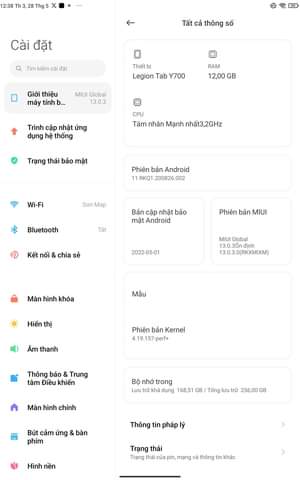 12:38 Th 3, 28 Thg 5
Cài đặt
Tìm kiếm cài đặt
Giới thiệu
máy tính b...
MIUI Global
13.0.3
Trình cập nhật ứng
dụng hệ thống
Trạng thái bảo mật
Wi-Fi
Son Map
Bluetooth
Tắt
Kết nối & chia sẻ
Màn hình khóa
Hiển thị
Âm thanh
Thông báo & Trung
tâm Điều khiển
Màn hình chính
Bút cảm ứng & bàn
phím
Hình nền
Tất cả thông số
Thiết bị
Legion Tab Y700
RAM
12,00 GB
CPU
Tám nhân Mạnh nhất3,2GHz
Phiên bản Android
11 RKQ1.200826.002
Bản cập nhật bảo
mật Android
2022-05-01
Phiên bản MIUI
MIUI Global
13.0.3Ổn định
13.0.3.0(RKXMIXM)
Mẫu
Phiên bản Kernel
4.19.157-perf+
Bộ nhớ trong
Lưu trữ khả dụng 168,51 GB / Tổng lưu trữ 256,00 GB
Thông tin pháp lý
Trạng thái
Trạng thái của pin, mạng và thông tin khác